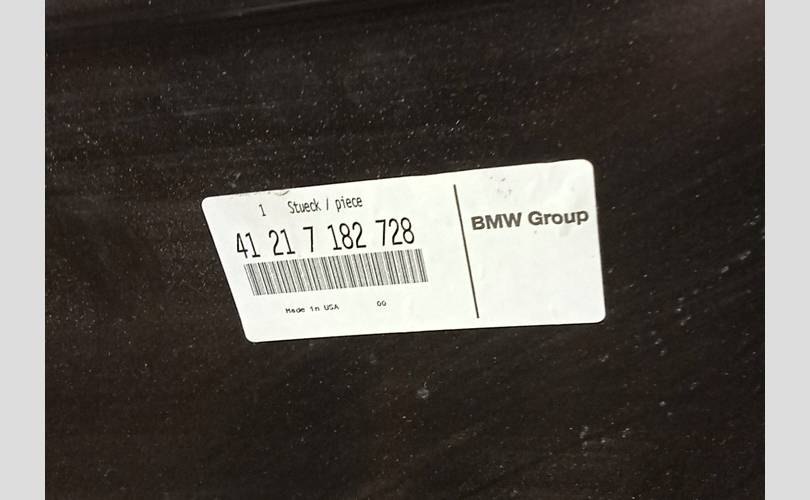 1 Stueck / piece
41 21 7 182 728
Made in USA 00
BMW Group